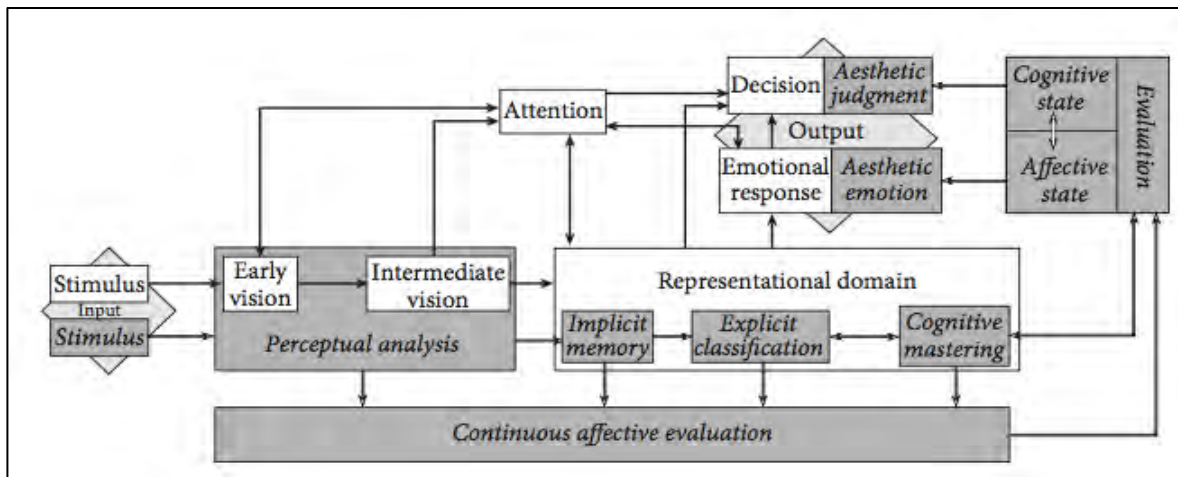 Decision
Aesthetic
judgment
Cognitive
state
Evaluation
Attention
Output
Emotional
response
Aesthetic
emotion
Affective
state
Stimulus
Input
Stimulus
Early
vision
Intermediate
vision
Perceptual analysis
Representational domain
Implicit
memory
Explicit
classification
Cognitive
mastering
Continuous affective evaluation